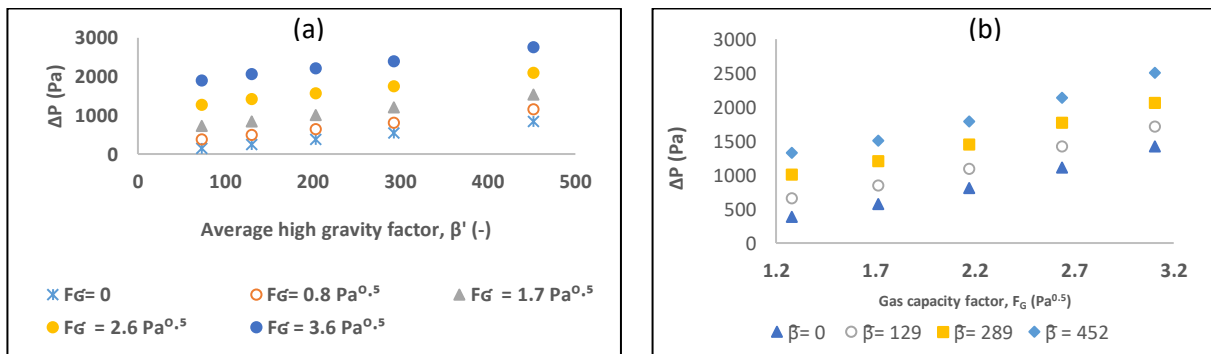 (a)
3000
2000
1000
0
ΔP (Pa)
0 100 200 300 400 500
Average high gravity factor, β' (-)
FG= 0 FG= 0.8 Pa⁰·⁵ FG = 1.7 Pa⁰·⁵
FG = 2.6 Pa⁰·⁵ FG = 3.6 Pa⁰·⁵
(b)
3000
2500
2000
1500
1000
500
0
ΔP (Pa)
1.2 1.7 2.2 2.7 3.2
Gas capacity factor, F_G (Pa⁰·⁵)
β̄= 0 β̄= 129 β̄= 289 β̄= 452